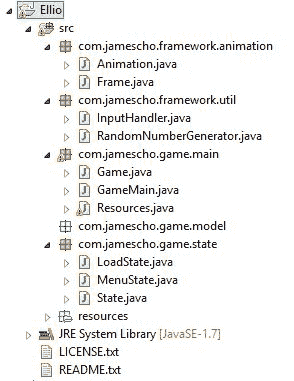 Ellio
src
com.jamescho.framework.animation
Animation.java
Frame.java
com.jamescho.framework.util
InputHandler.java
RandomNumberGenerator.java
com.jamescho.game.main
Game.java
GameMain.java
Resources.java
com.jamescho.game.model
com.jamescho.game.state
LoadState.java
MenuState.java
State.java
resources
JRE System Library [JavaSE-1.7]
LICENSE.txt
README.txt